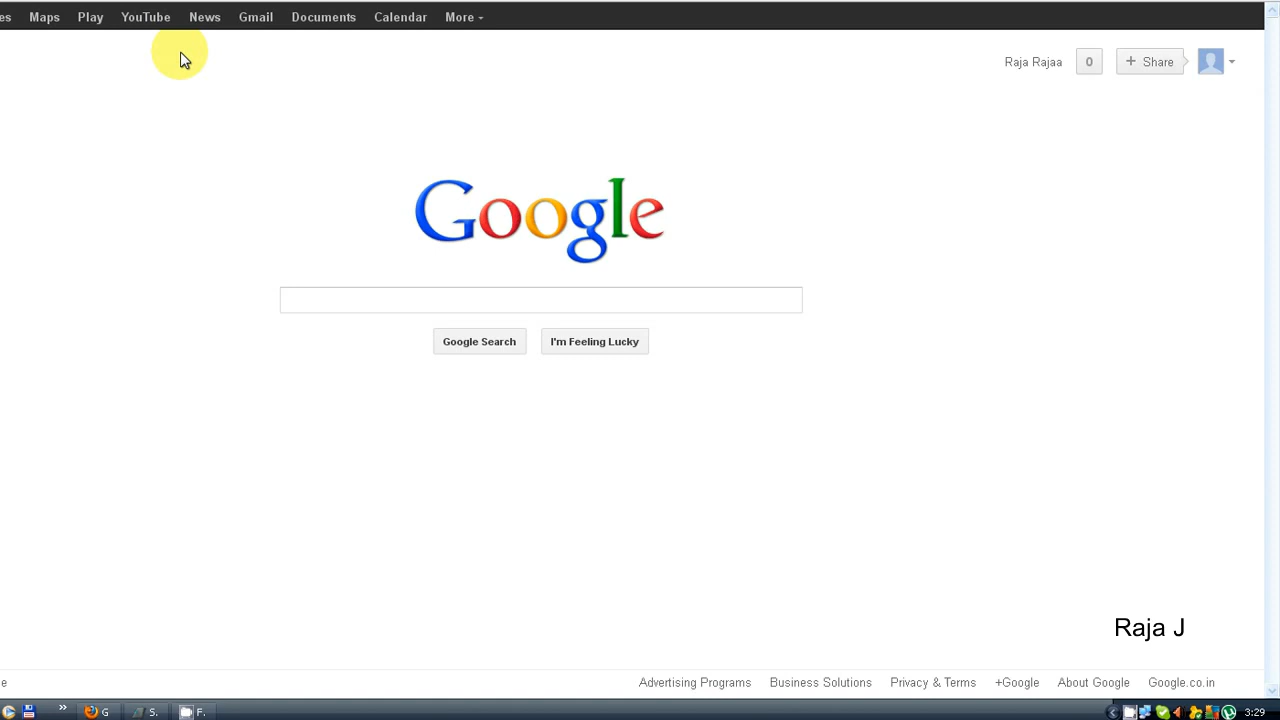 es Maps Play YouTube News Gmail Documents Calendar More
Raja Rajaa 0 + Share
Google
Google Search I'm Feeling Lucky
Raja J
e Advertising Programs Business Solutions Privacy & Terms +Google About Google Google.co.in
» G S. F. 3:29